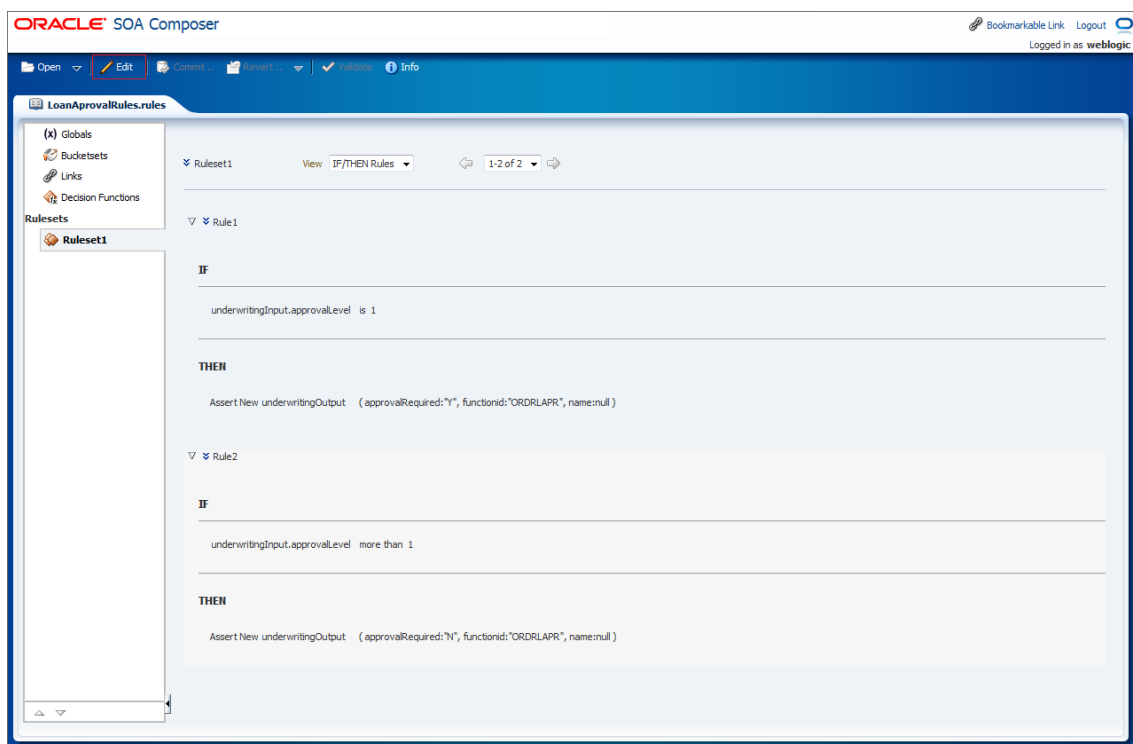 ORACLE SOA Composer
Bookmarkable Link Logout
Logged in as weblogic
Open Edit Commit .. Revert .. Validate Info
LoanAprovalRules.rules
(x) Globals
Bucketsets
Links
Decision Functions
Rulesets
Ruleset1
Ruleset1 View IF/THEN Rules 1-2 of 2
Rule1
IF
underwritingInput.approvalLevel is 1
THEN
Assert New underwritingOutput ( approvalRequired:"Y", functionid:"ORDRLAPR", name:null )
Rule2
IF
underwritingInput.approvalLevel more than 1
THEN
Assert New underwritingOutput ( approvalRequired:"N", functionid:"ORDRLAPR", name:null )